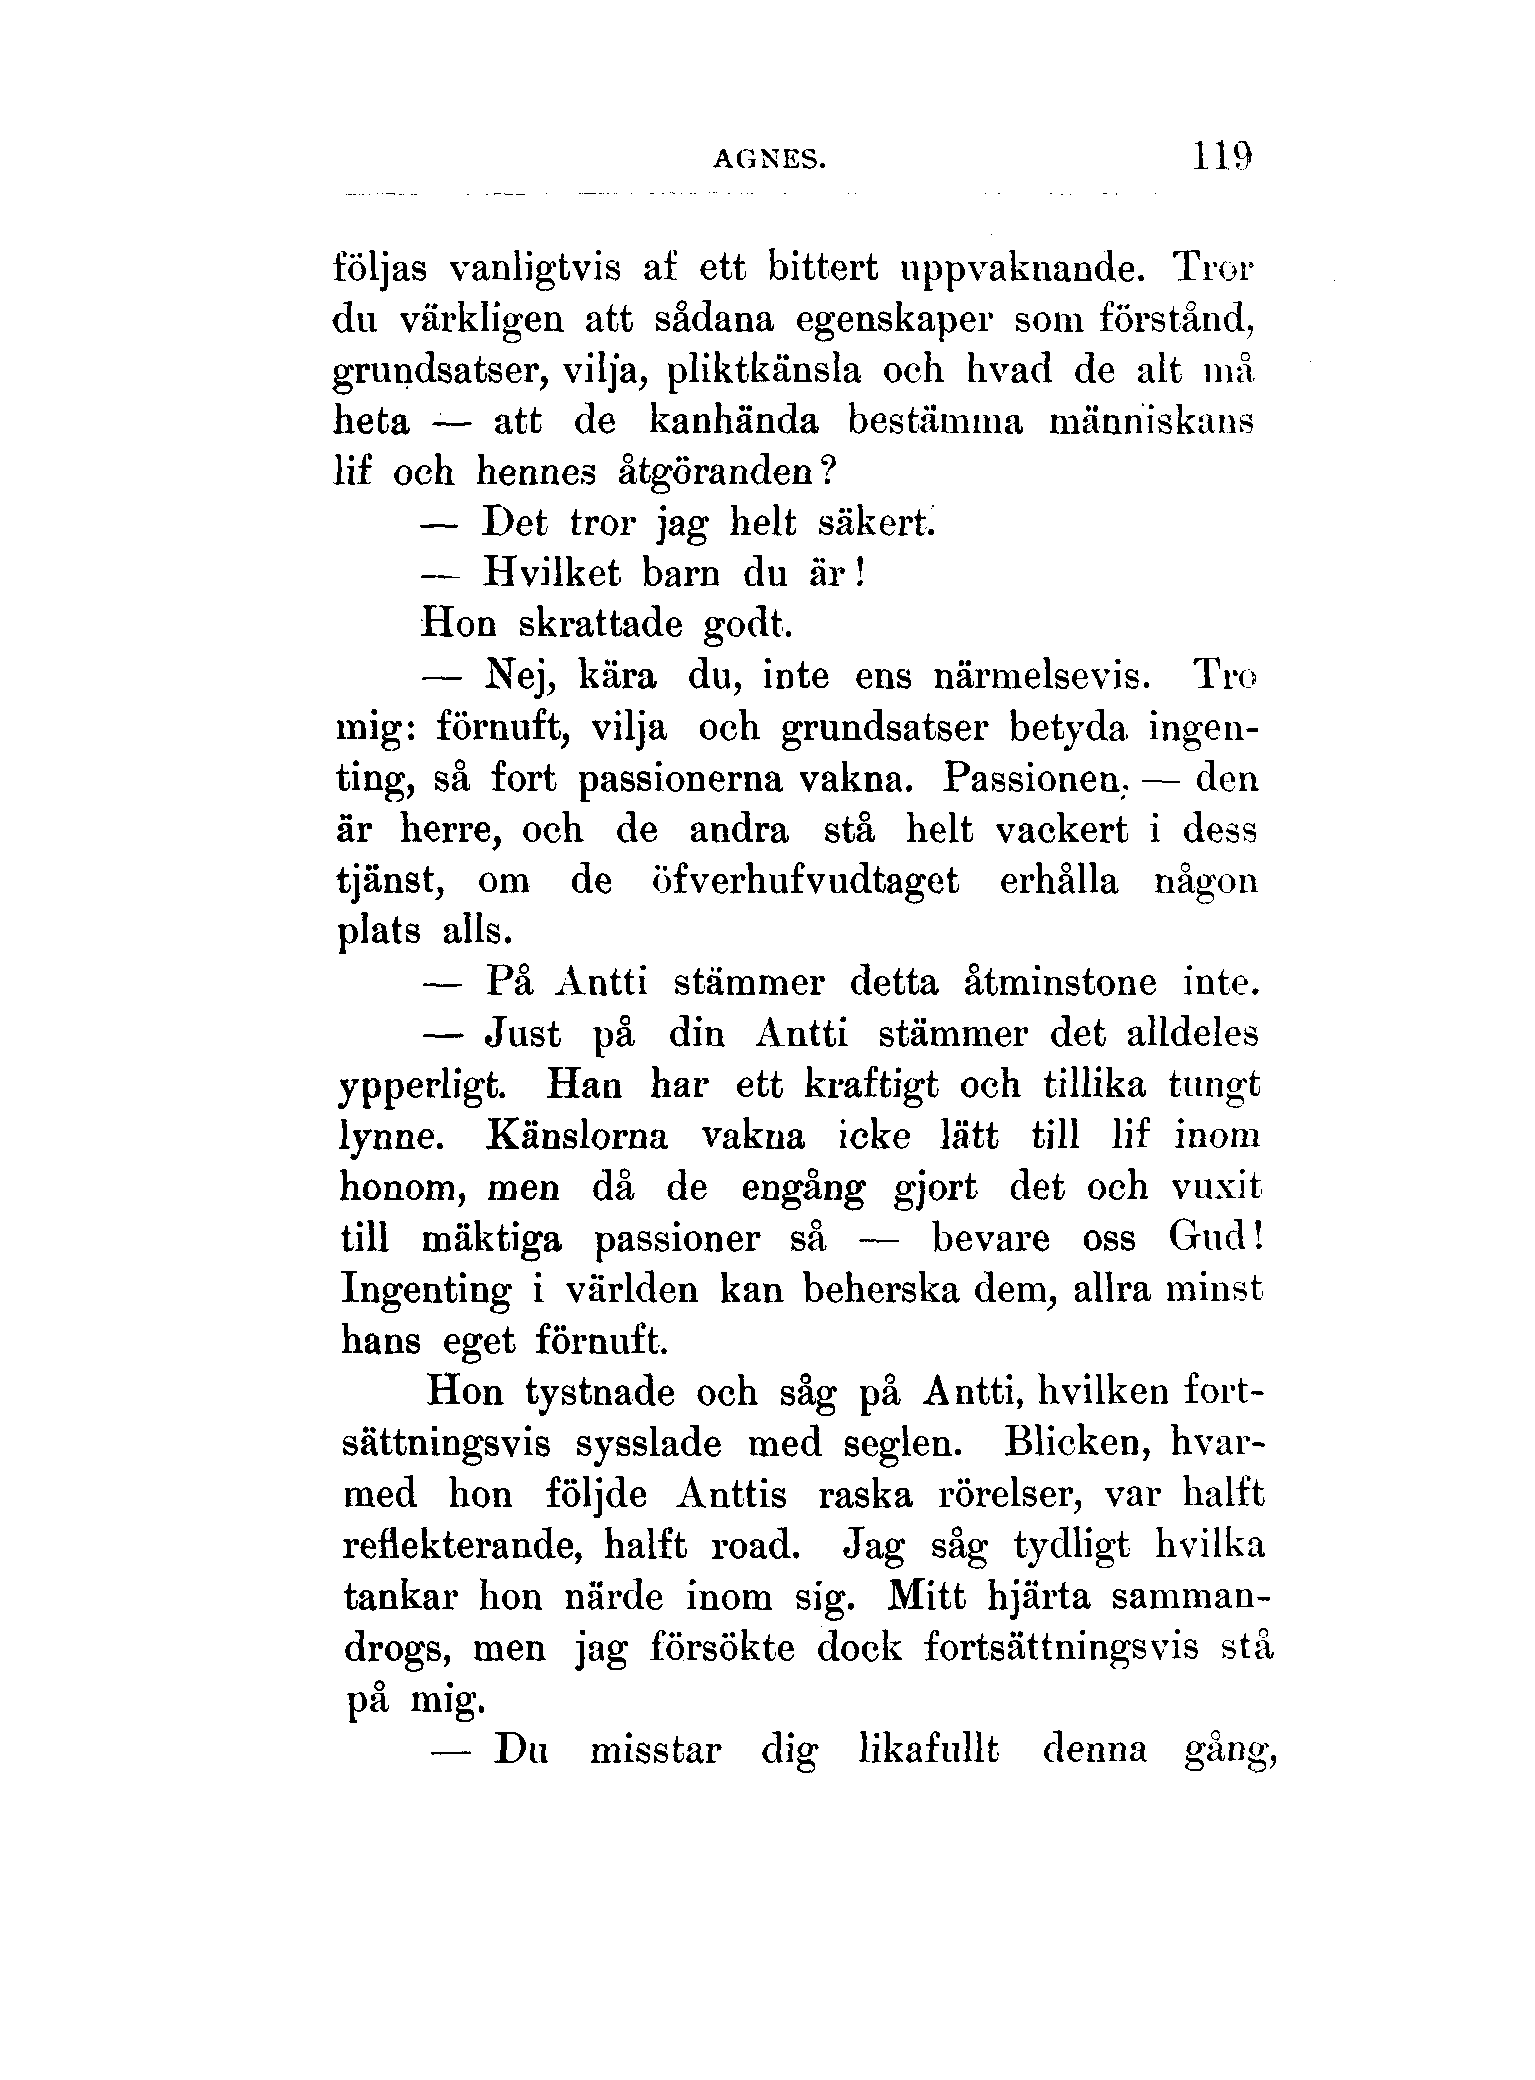 AGNES. 119
följas vanligtvis af ett bittert uppvaknande. Tror
du värkligen att sådana egenskaper som förstånd,
grundsatser, vilja, pliktkänsla och hvad de alt må
heta — att de kanhända bestämma människans
lif och hennes åtgöranden?
— Det tror jag helt säkert.
— Hvilket barn du är!
Hon skrattade godt.
— Nej, kära du, inte ens närmelsevis. Tro
mig: förnuft, vilja och grundsatser betyda ingen-
ting, så fort passionerna vakna. Passionen, — den
är herre, och de andra stå helt vackert i dess
tjänst, om de öfverhufvudtaget erhålla någon
plats alls.
— På Antti stämmer detta åtminstone inte.
— Just på din Antti stämmer det alldeles
ypperligt. Han har ett kraftigt och tillika tungt
lynne. Känslorna vakna icke lätt till lif inom
honom, men då de engång gjort det och vuxit
till mäktiga passioner så — bevare oss Gud!
Ingenting i världen kan beherska dem, allra minst
hans eget förnuft.
Hon tystnade och såg på Antti, hvilken fort-
sättningsvis sysslade med seglen. Blicken, hvar-
med hon följde Anttis raska rörelser, var halft
reflekterande, halft road. Jag såg tydligt hvilka
tankar hon närde inom sig. Mitt hjärta samman-
drogs, men jag försökte dock fortsättningsvis stå
på mig.
— Du misstar dig likafullt denna gång,